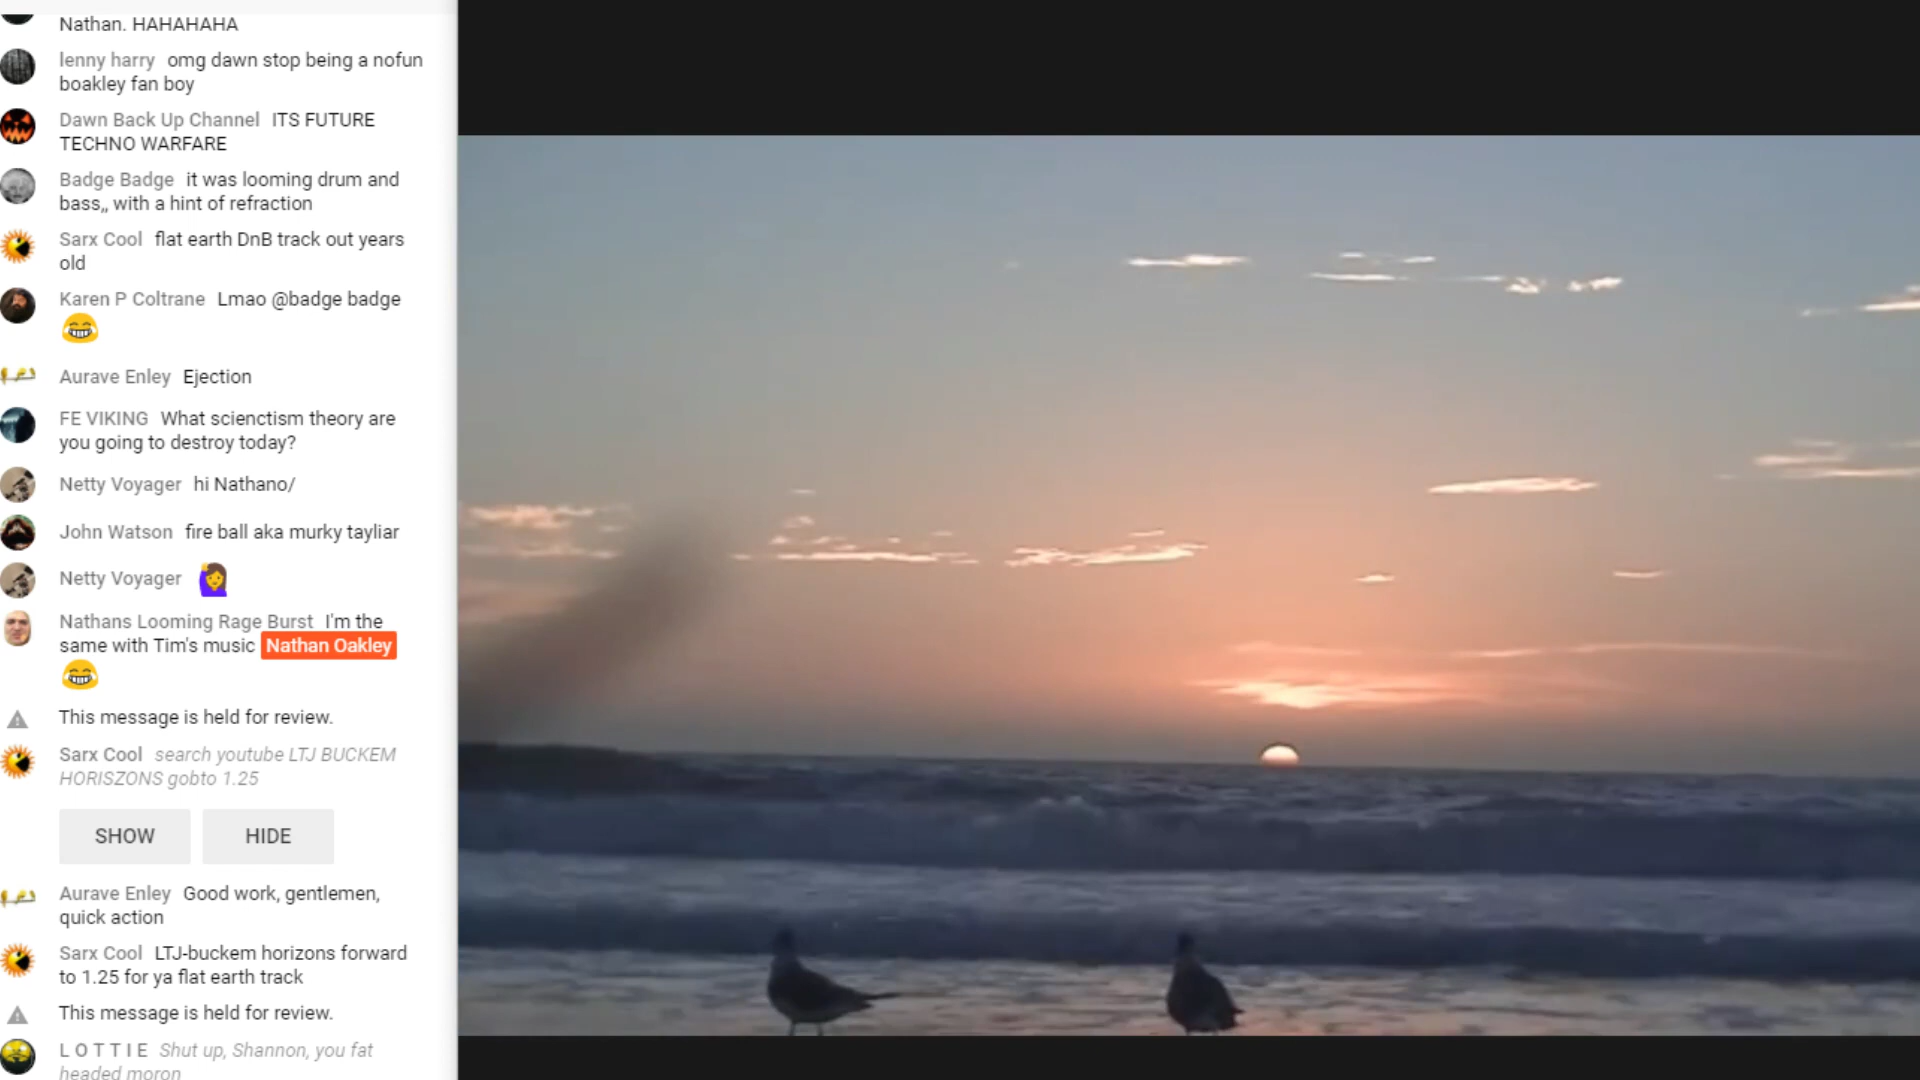 Nathan. HAHAHAHA
lenny harry omg dawn stop being a nofun
boakley fan boy
Dawn Back Up Channel ITS FUTURE
TECHNO WARFARE
Badge Badge it was looming drum and
bass,, with a hint of refraction
Sarx Cool flat earth DnB track out years
old
Karen P Coltrane Lmao @badge badge
Aurave Enley Ejection
FE VIKING What scienctism theory are
you going to destroy today?
Netty Voyager hi Nathano/
John Watson fire ball aka murky tayliar
Netty Voyager
Nathans Looming Rage Burst I'm the
same with Tim's music Nathan Oakley
This message is held for review.
Sarx Cool search youtube LTJ BUCKEM
HORISZONS gobto 1.25
SHOW HIDE
Aurave Enley Good work, gentlemen,
quick action
Sarx Cool LTJ-buckem horizons forward
to 1.25 for ya flat earth track
This message is held for review.
L O T T I E Shut up, Shannon, you fat
headed moron